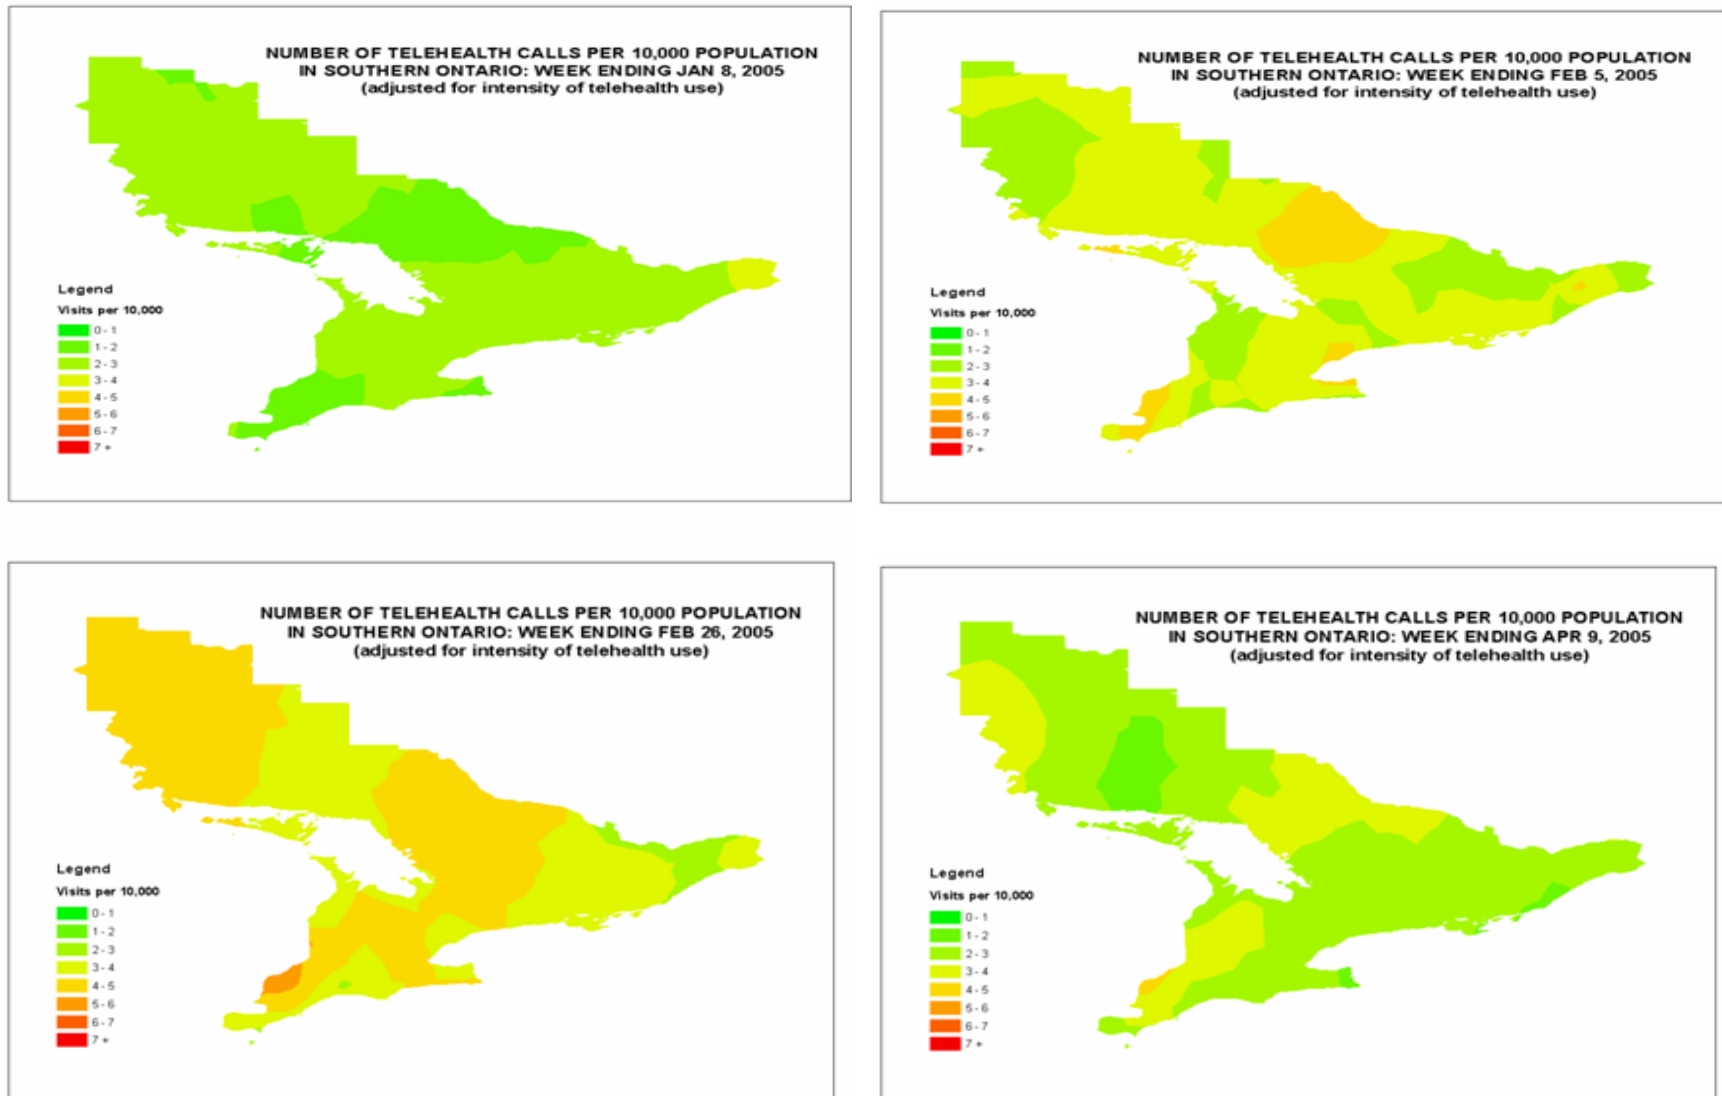 NUMBER OF TELEHEALTH CALLS PER 10,000 POPULATION
IN SOUTHERN ONTARIO: WEEK ENDING JAN 8, 2005
(adjusted for intensity of telehealth use)
Legend
Visits per 10,000
0 - 1
1 - 2
2 - 3
3 - 4
4 - 5
5 - 6
6 - 7
7 +
NUMBER OF TELEHEALTH CALLS PER 10,000 POPULATION
IN SOUTHERN ONTARIO: WEEK ENDING FEB 5, 2005
(adjusted for intensity of telehealth use)
Legend
Visits per 10,000
0 - 1
1 - 2
2 - 3
3 - 4
4 - 5
5 - 6
6 - 7
7 +
NUMBER OF TELEHEALTH CALLS PER 10,000 POPULATION
IN SOUTHERN ONTARIO: WEEK ENDING FEB 26, 2005
(adjusted for intensity of telehealth use)
Legend
Visits per 10,000
0 - 1
1 - 2
2 - 3
3 - 4
4 - 5
5 - 6
6 - 7
7 +
NUMBER OF TELEHEALTH CALLS PER 10,000 POPULATION
IN SOUTHERN ONTARIO: WEEK ENDING APR 9, 2005
(adjusted for intensity of telehealth use)
Legend
Visits per 10,000
0 - 1
1 - 2
2 - 3
3 - 4
4 - 5
5 - 6
6 - 7
7 +